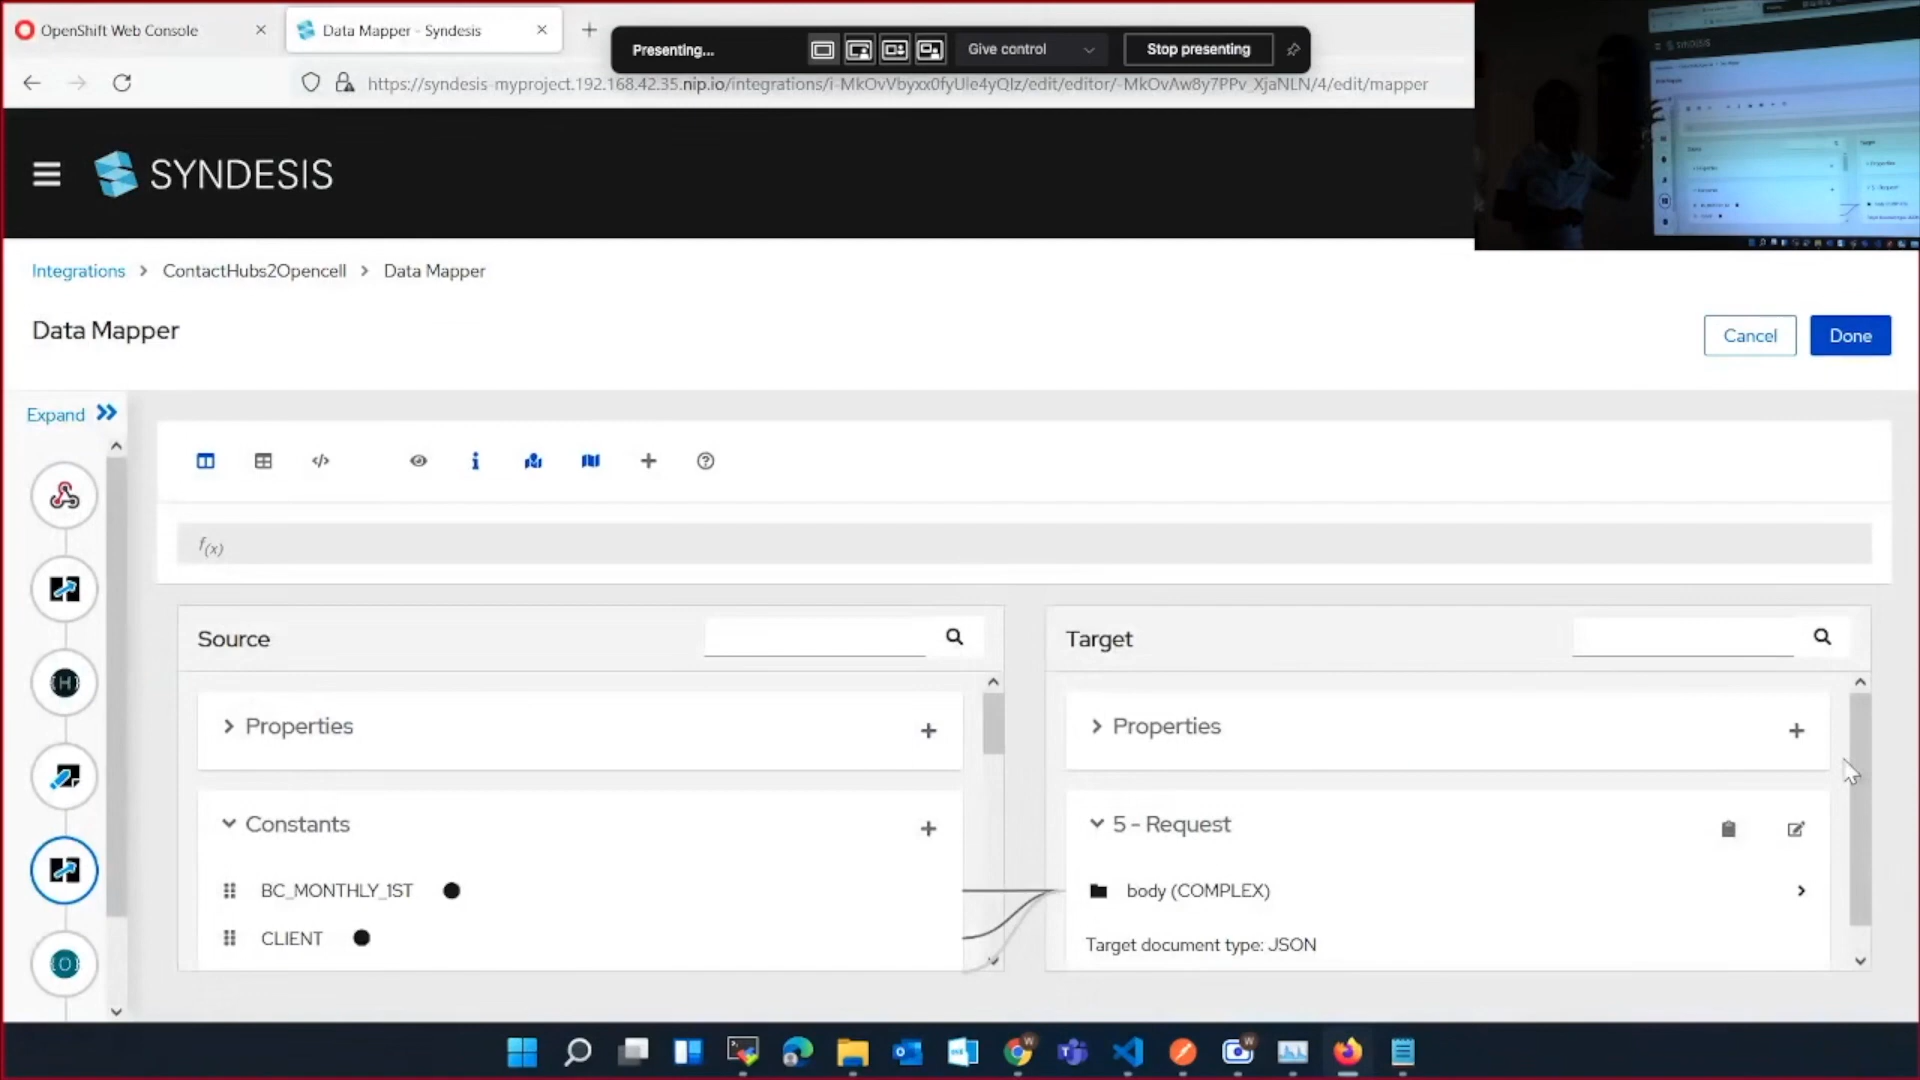 OpenShift Web Console
Data Mapper - Syndesis
Presenting...
Give control
Stop presenting
https://syndesis-myproject.192.168.42.35.nip.io/integrations/i-MkOvVbyxx0fyUle4yQlz/edit/editor/-MkOvAw8y7PPv_XjaNLN/4/edit/mapper
SYNDESIS
Integrations > ContactHubs2Opencell > Data Mapper
Data Mapper
Cancel
Done
Expand
f(x)
Source
Target
Properties
Properties
Constants
5 - Request
BC_MONTHLY_1ST
body (COMPLEX)
CLIENT
Target document type: JSON